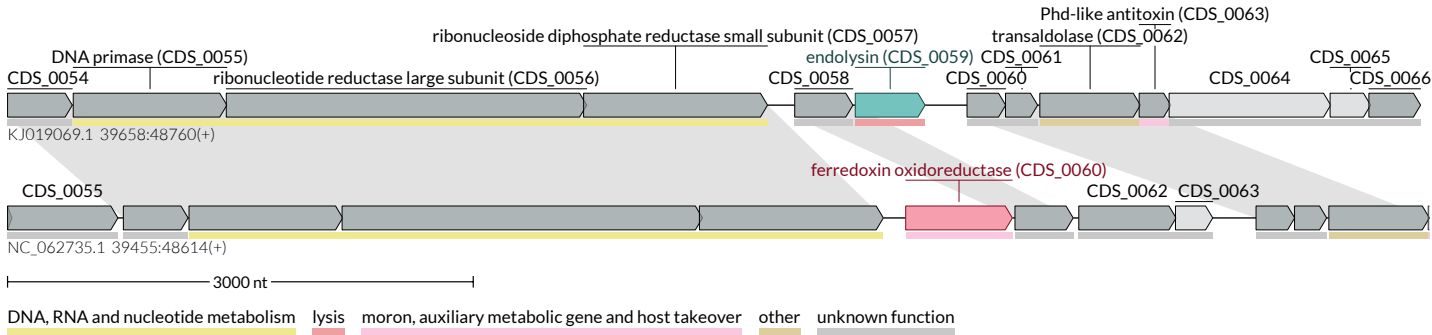 Phd-like antitoxin (CDS_0063)
ribonucleoside diphosphate reductase small subunit (CDS_0057) transaldolase (CDS_0062)
DNA primase (CDS_0055) endolysin (CDS_0059) CDS_0061 CDS_0065
CDS_0054 ribonucleotide reductase large subunit (CDS_0056) CDS_0058 CDS_0060 CDS_0064 CDS_0066
KJ019069.1 39658:48760(+)
ferredoxin oxidoreductase (CDS_0060)
CDS_0055 CDS_0062 CDS_0063
NC_062735.1 39455:48614(+)
3000 nt
DNA, RNA and nucleotide metabolism lysis moron, auxiliary metabolic gene and host takeover other unknown function